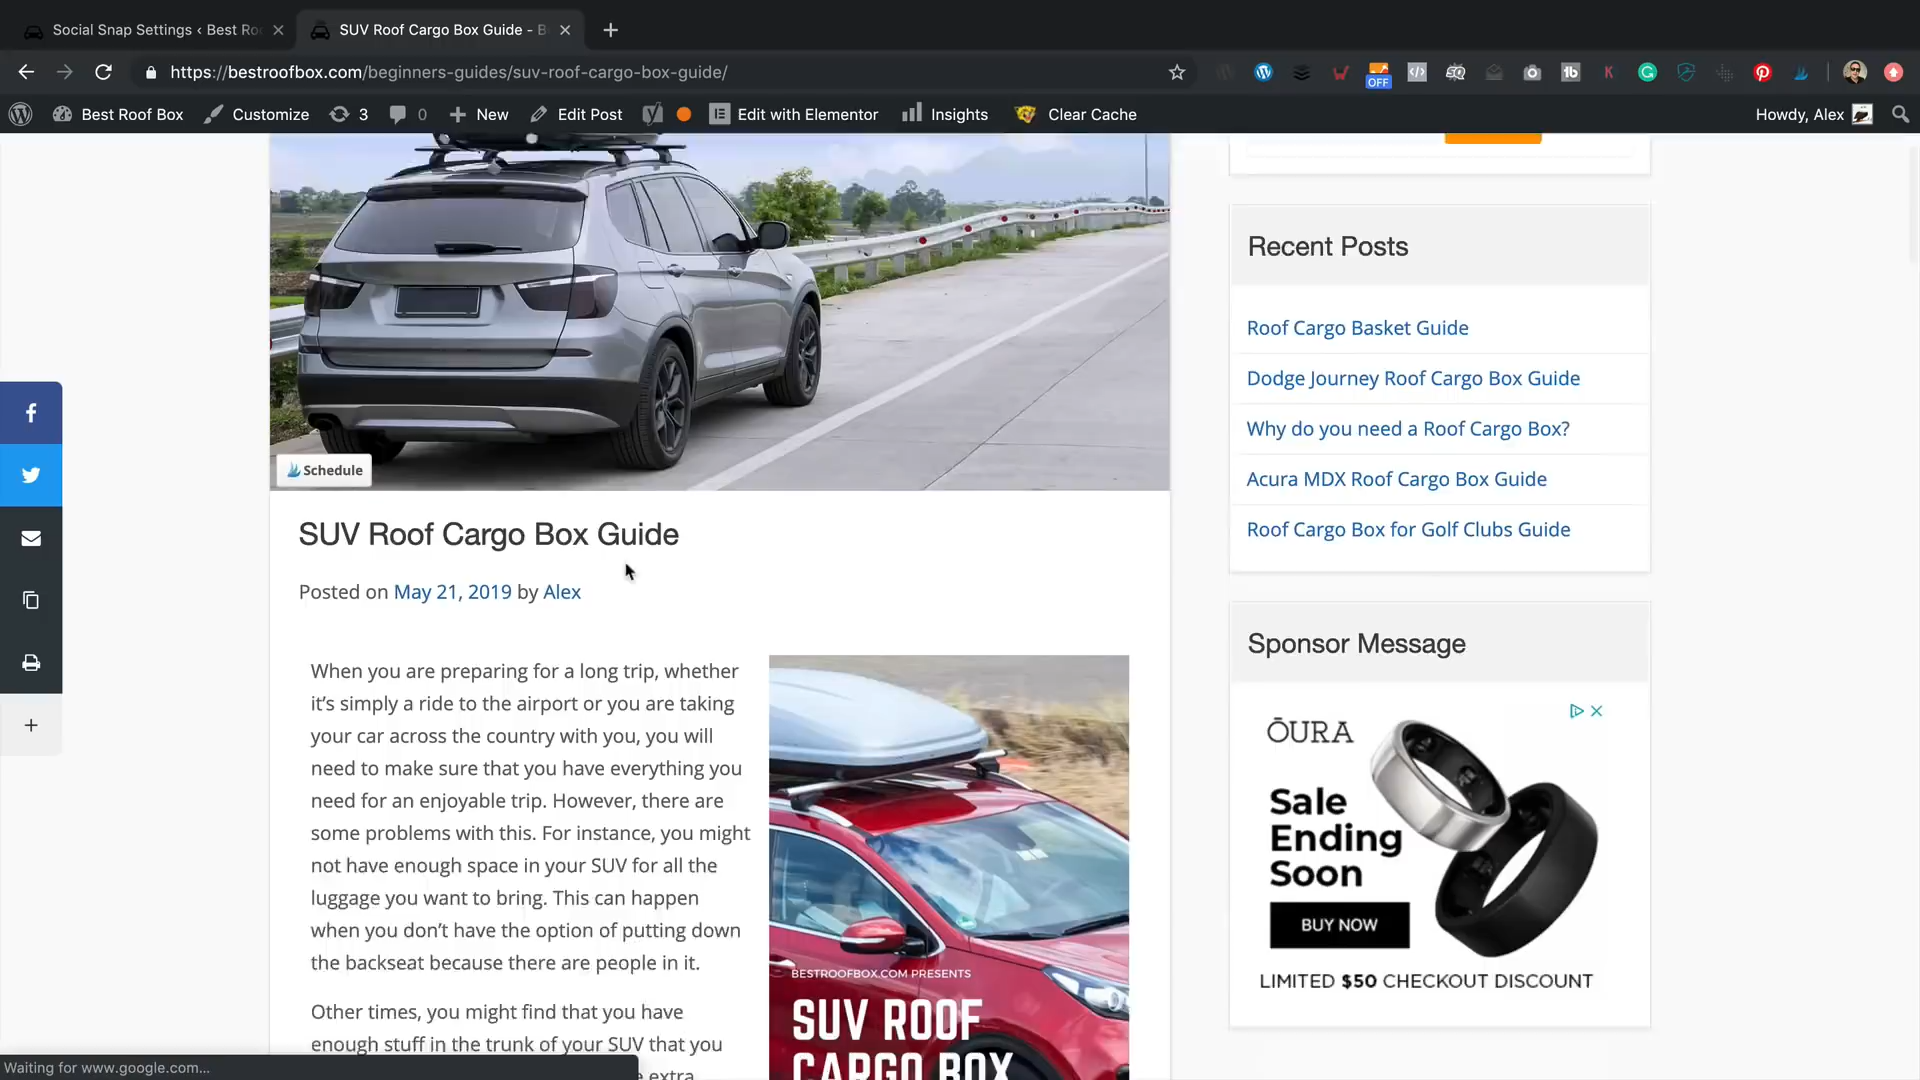 Social Snap Settings ‹ Best Ro
SUV Roof Cargo Box Guide - B
https://bestroofbox.com/beginners-guides/suv-roof-cargo-box-guide/
OFF
Best Roof Box
Customize
3
0
New
Edit Post
Edit with Elementor
Insights
Clear Cache
Howdy, Alex
Schedule
SUV Roof Cargo Box Guide
Posted on May 21, 2019 by Alex
When you are preparing for a long trip, whether
it’s simply a ride to the airport or you are taking
your car across the country with you, you will
need to make sure that you have everything you
need for an enjoyable trip. However, there are
some problems with this. For instance, you might
not have enough space in your SUV for all the
luggage you want to bring. This can happen
when you don’t have the option of putting down
the backseat because there are people in it.
Other times, you might find that you have
enough stuff in the trunk of your SUV that you
extra
BESTROOFBOX.COM PRESENTS
SUV ROOF
CARGO BOX
Recent Posts
Roof Cargo Basket Guide
Dodge Journey Roof Cargo Box Guide
Why do you need a Roof Cargo Box?
Acura MDX Roof Cargo Box Guide
Roof Cargo Box for Golf Clubs Guide
Sponsor Message
ŌURA
Sale
Ending
Soon
BUY NOW
LIMITED $50 CHECKOUT DISCOUNT
Waiting for www.google.com...